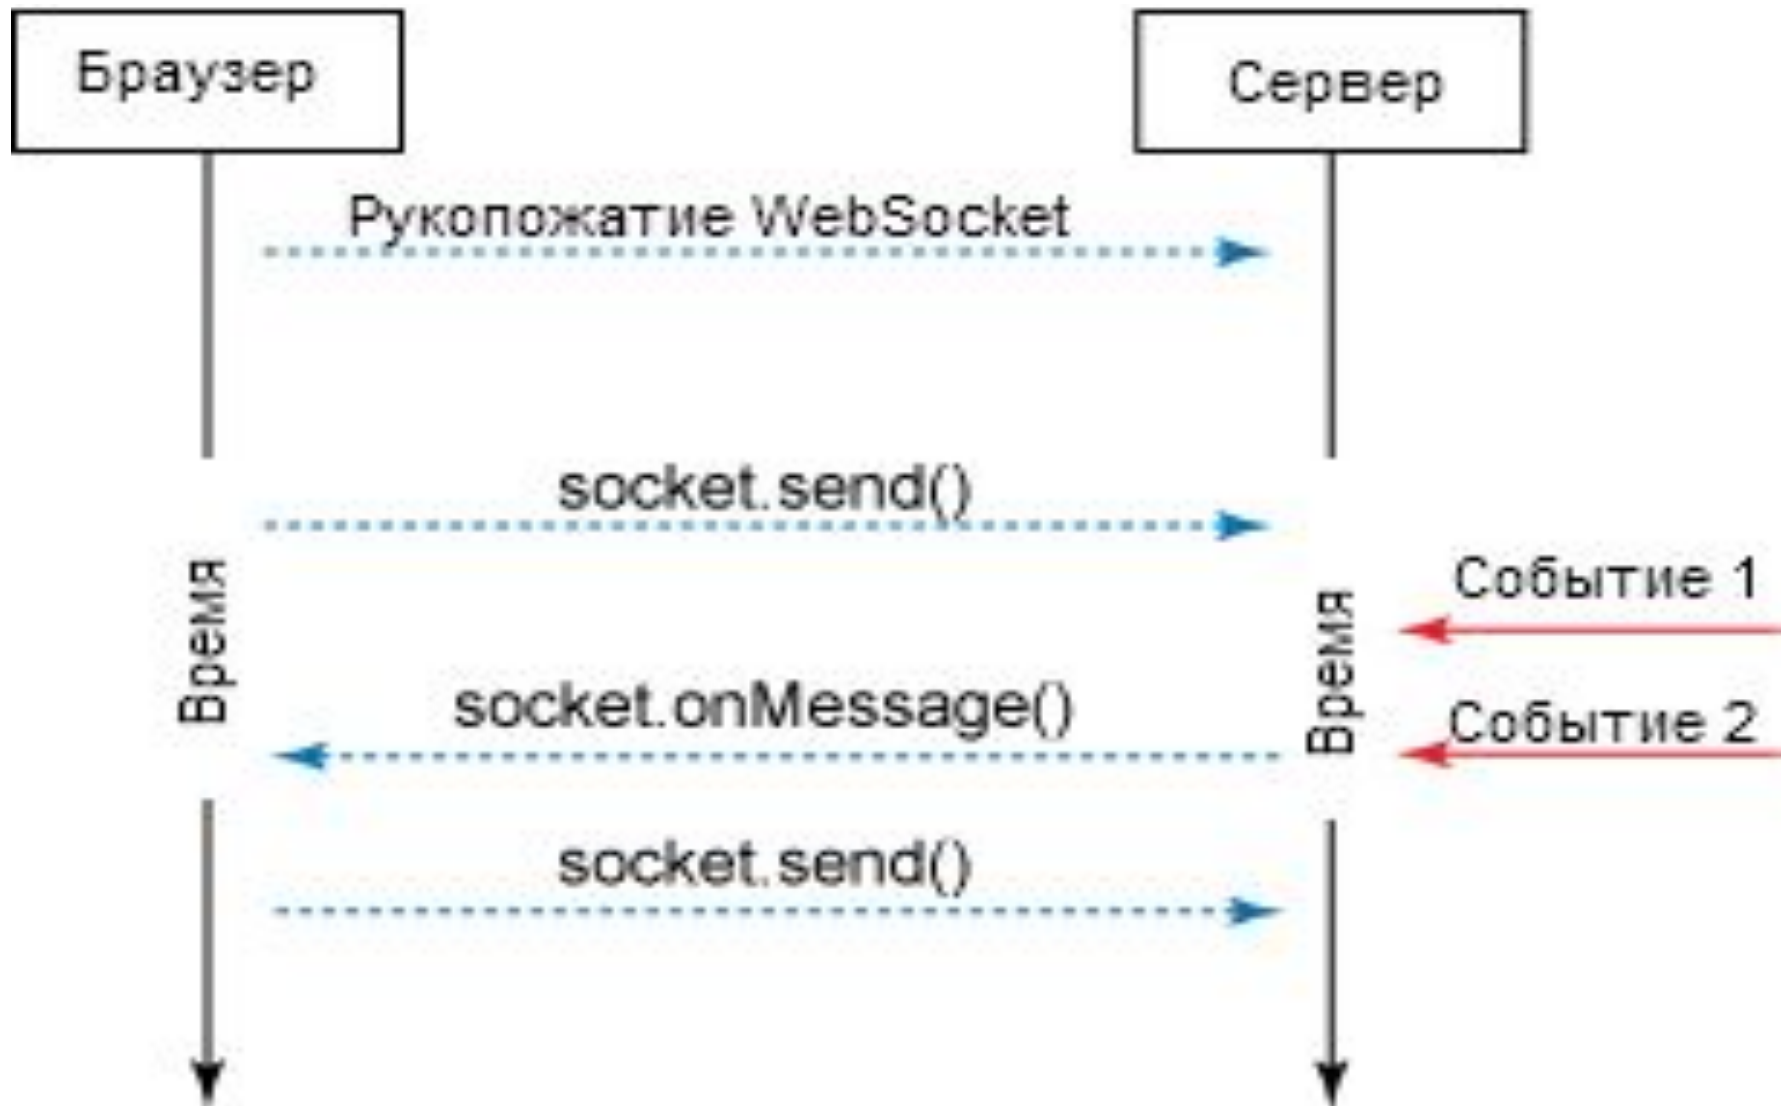 Браузер
Сервер
Рукопожатие WebSocket
socket.send()
Событие 1
Время
Время
socket.onMessage()
Событие 2
socket.send()